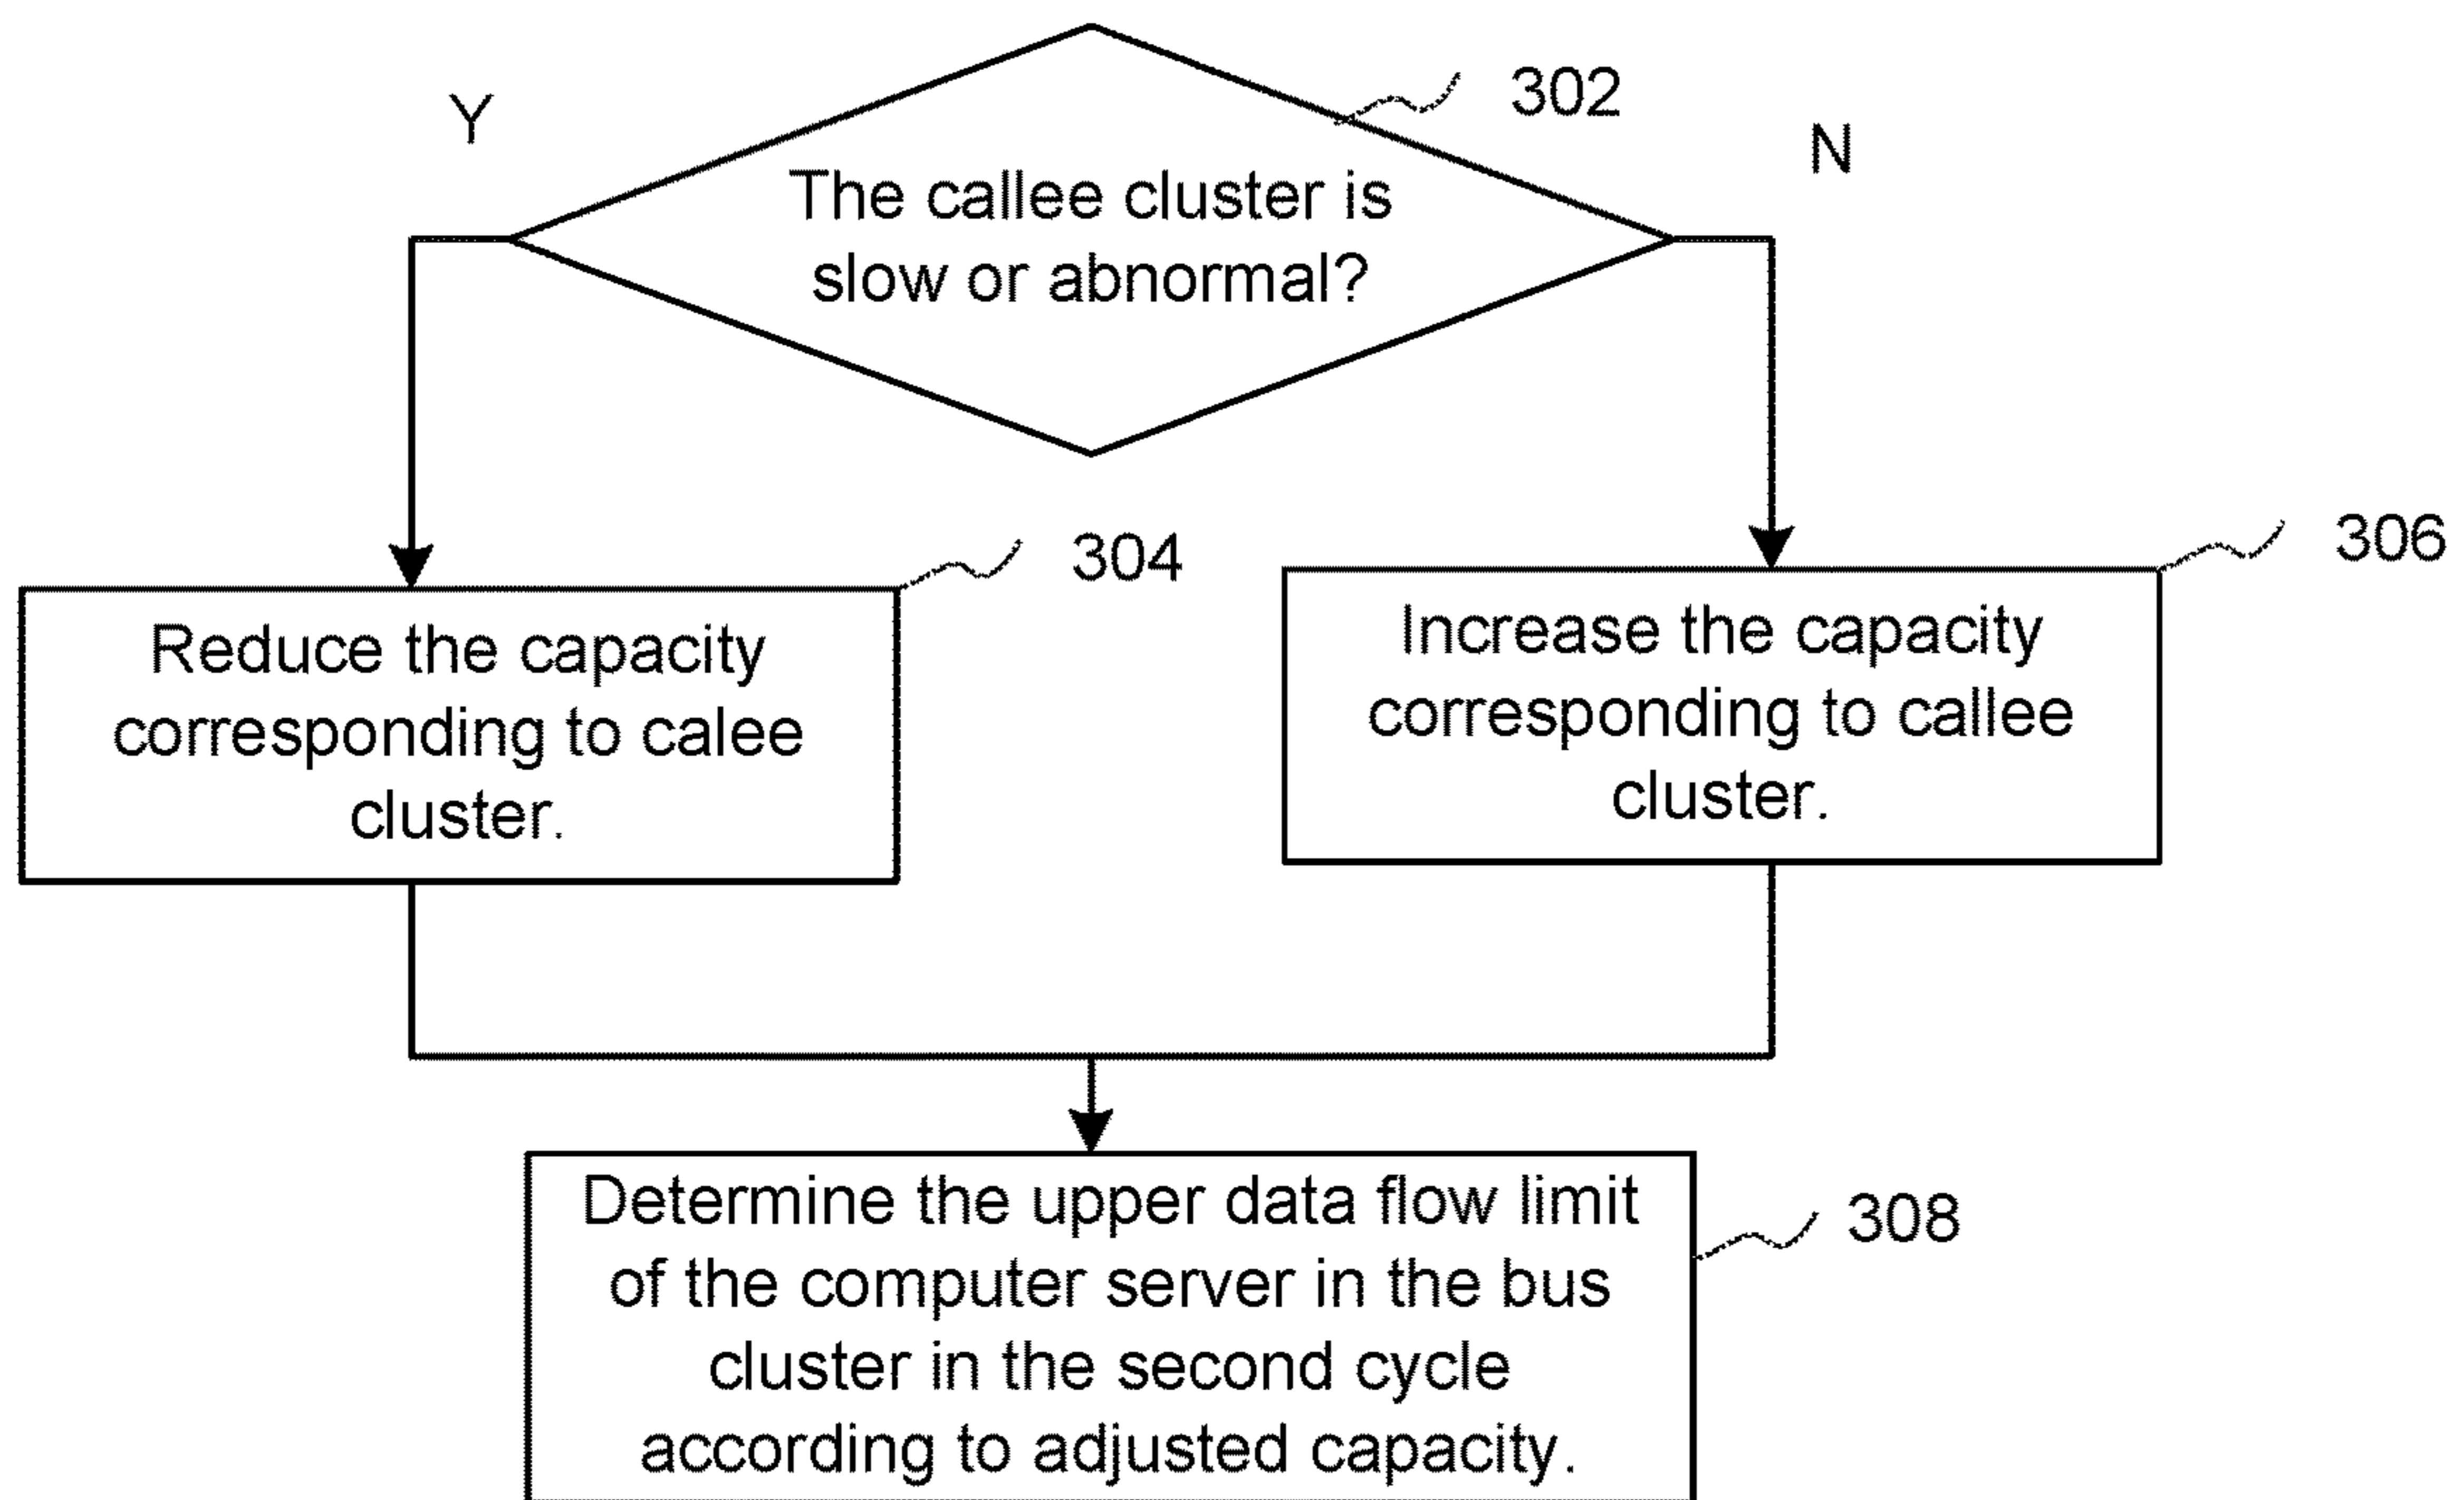 Y
302
N
The callee cluster is
slow or abnormal?
304
306
Reduce the capacity
corresponding to calee
cluster.
Increase the capacity
corresponding to callee
cluster.
Determine the upper data flow limit
of the computer server in the bus
cluster in the second cycle
according to adjusted capacity.
308